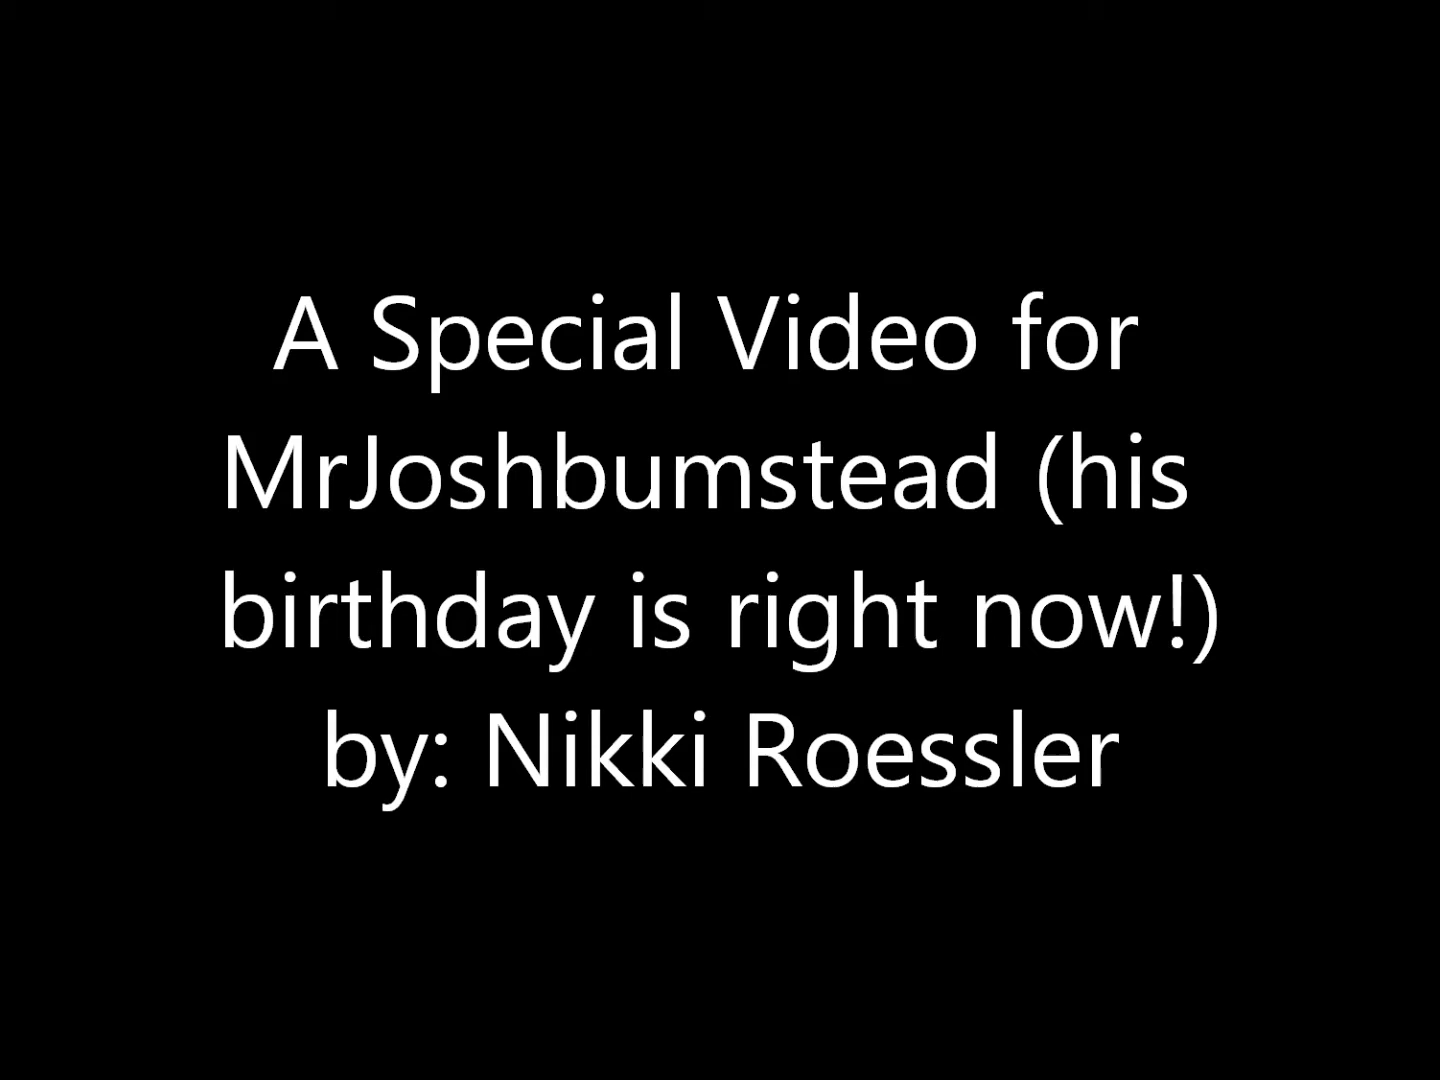 A Special Video for
MrJoshbumstead (his
birthday is right now!)
by: Nikki Roessler